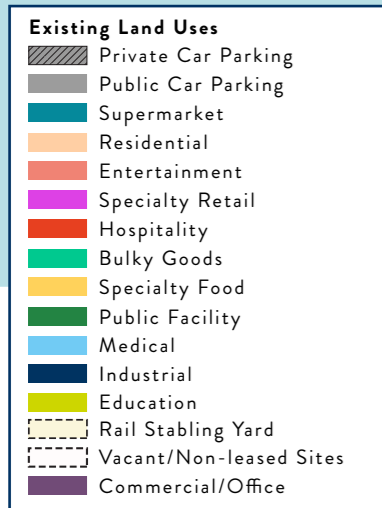 Existing Land Uses
Private Car Parking
Public Car Parking
Supermarket
Residential
Entertainment
Specialty Retail
Hospitality
Bulky Goods
Specialty Food
Public Facility
Medical
Industrial
Education
Rail Stabling Yard
Vacant/Non-leased Sites
Commercial/Office